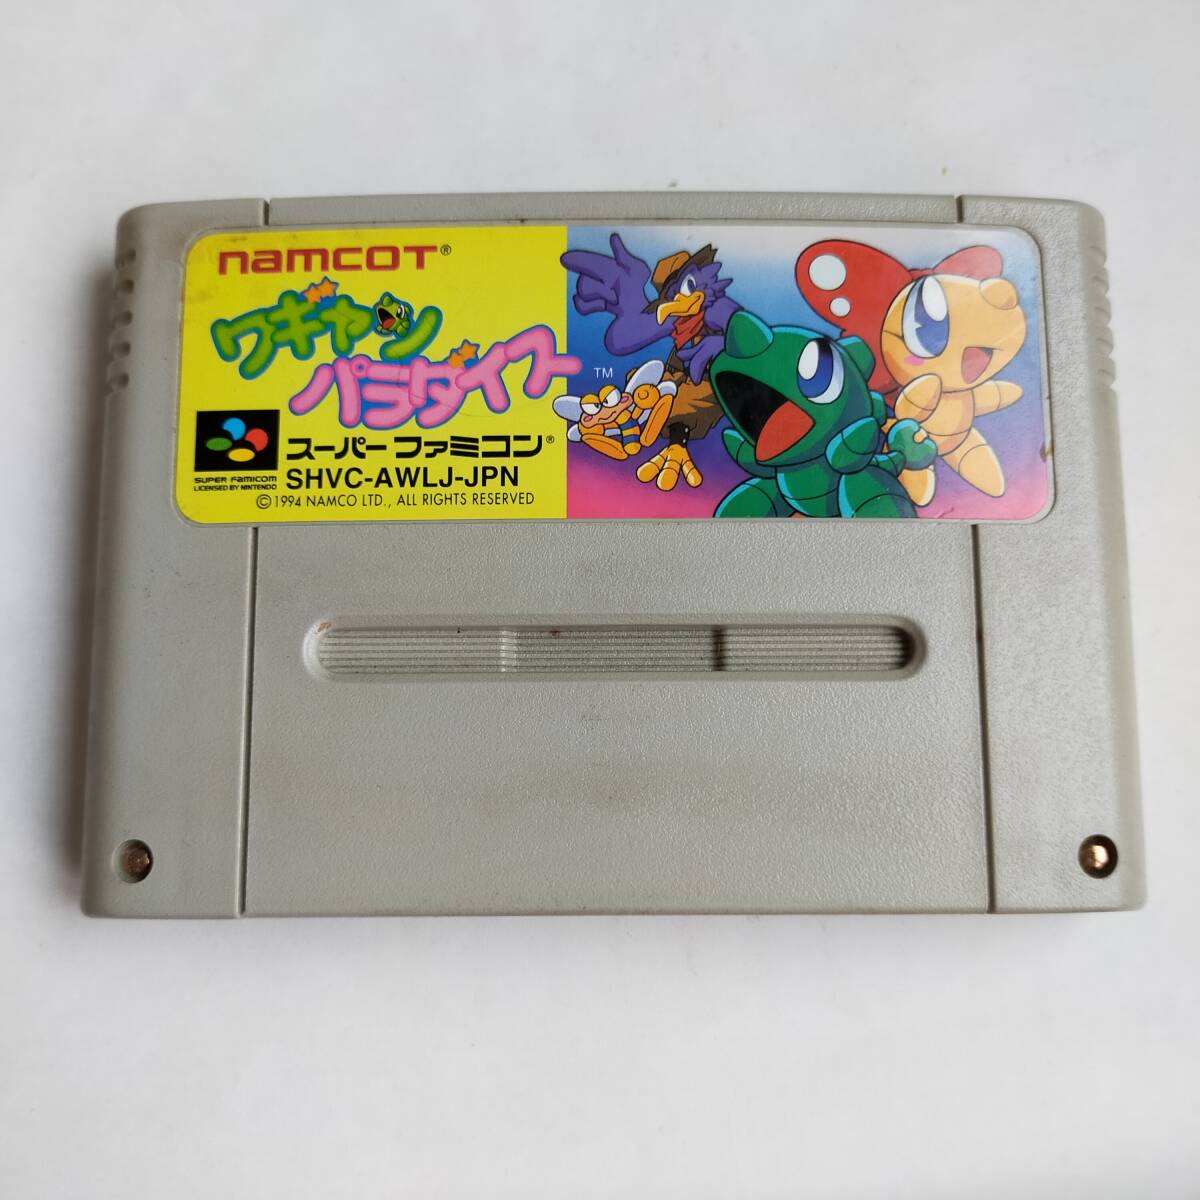 namcot®
ワギャン
パラダイス
TM
スーパーファミコン®
SUPER FAMICOM
LICENSED BY NINTENDO
SHVC-AWLJ-JPN
©1994 NAMCO LTD., ALL RIGHTS RESERVED